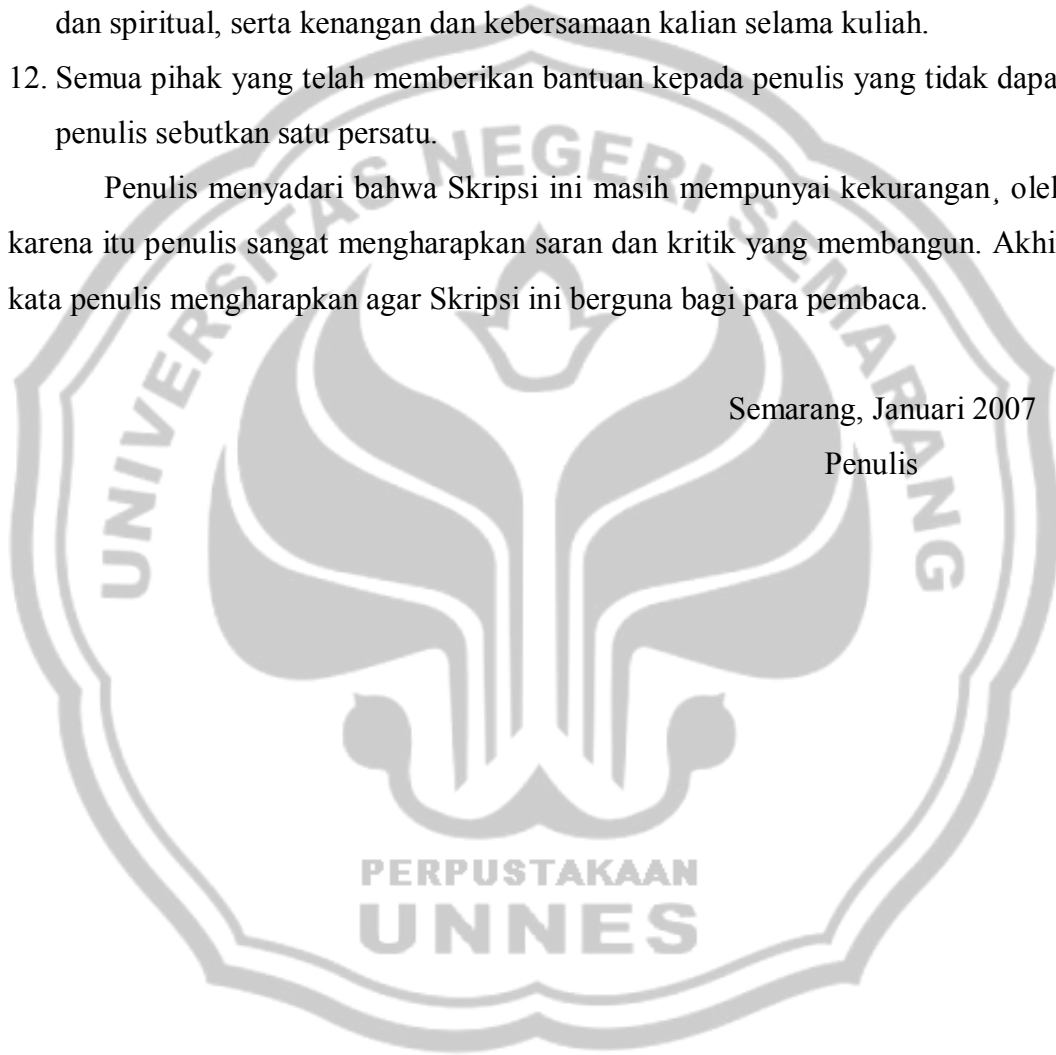 dan spiritual, serta kenangan dan kebersamaan kalian selama kuliah.
12. Semua pihak yang telah memberikan bantuan kepada penulis yang tidak dapa
penulis sebutkan satu persatu.
Penulis menyadari bahwa Skripsi ini masih mempunyai kekurangan¸ olel
karena itu penulis sangat mengharapkan saran dan kritik yang membangun. Akhi
kata penulis mengharapkan agar Skripsi ini berguna bagi para pembaca.
Semarang, Januari 2007
Penulis
UNIVERSITAS NEGERI SEMARANG
PERPUSTAKAAN
UNNES